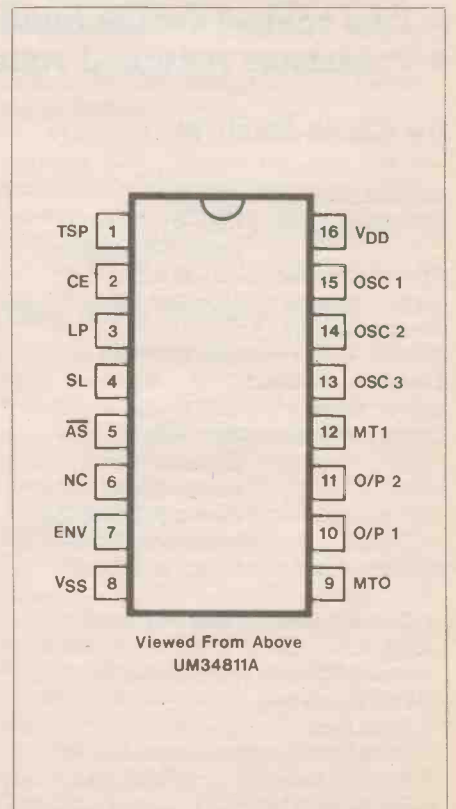 TSP 1 16 VDD
CE 2 15 OSC 1
LP 3 14 OSC 2
SL 4 13 OSC 3
AS 5 12 MT1
NC 6 11 O/P 2
ENV 7 10 O/P 1
VSS 8 9 MTO
Viewed From Above
UM34811A